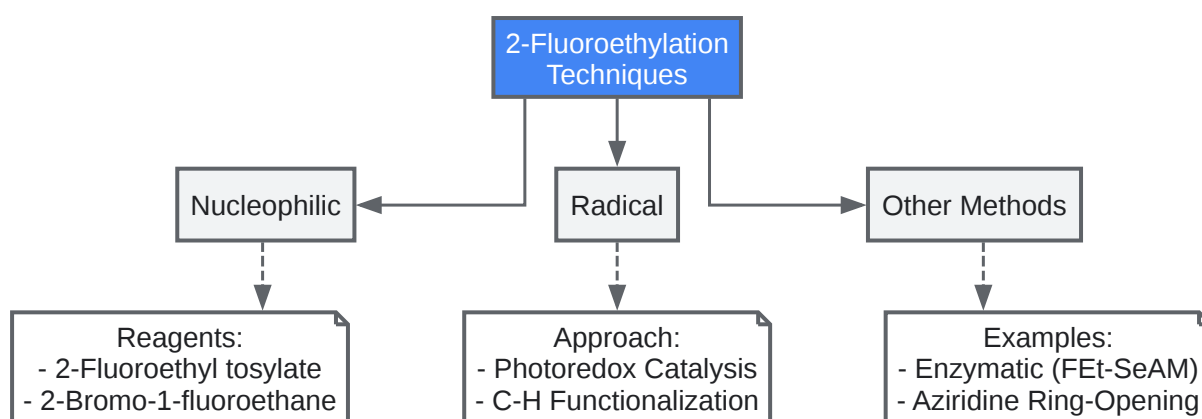 2-Fluoroethylation
Techniques
Nucleophilic
Radical
Other Methods
Reagents:
- 2-Fluoroethyl tosylate
- 2-Bromo-1-fluoroethane
Approach:
- Photoredox Catalysis
- C-H Functionalization
Examples:
- Enzymatic (FEt-SeAM)
- Aziridine Ring-Opening